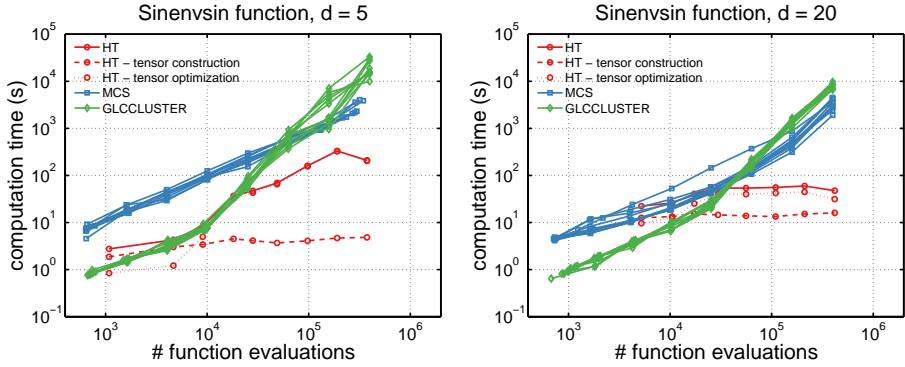 Sinenvsin function, d = 5
10^5
10^4
10^3
10^2
10^1
10^0
10^-1
computation time (s)
HT
HT – tensor construction
HT – tensor optimization
MCS
GLCCLUSTER
10^3
10^4
10^5
10^6
# function evaluations
Sinenvsin function, d = 20
10^5
10^4
10^3
10^2
10^1
10^0
10^-1
computation time (s)
HT
HT – tensor construction
HT – tensor optimization
MCS
GLCCLUSTER
10^3
10^4
10^5
10^6
# function evaluations